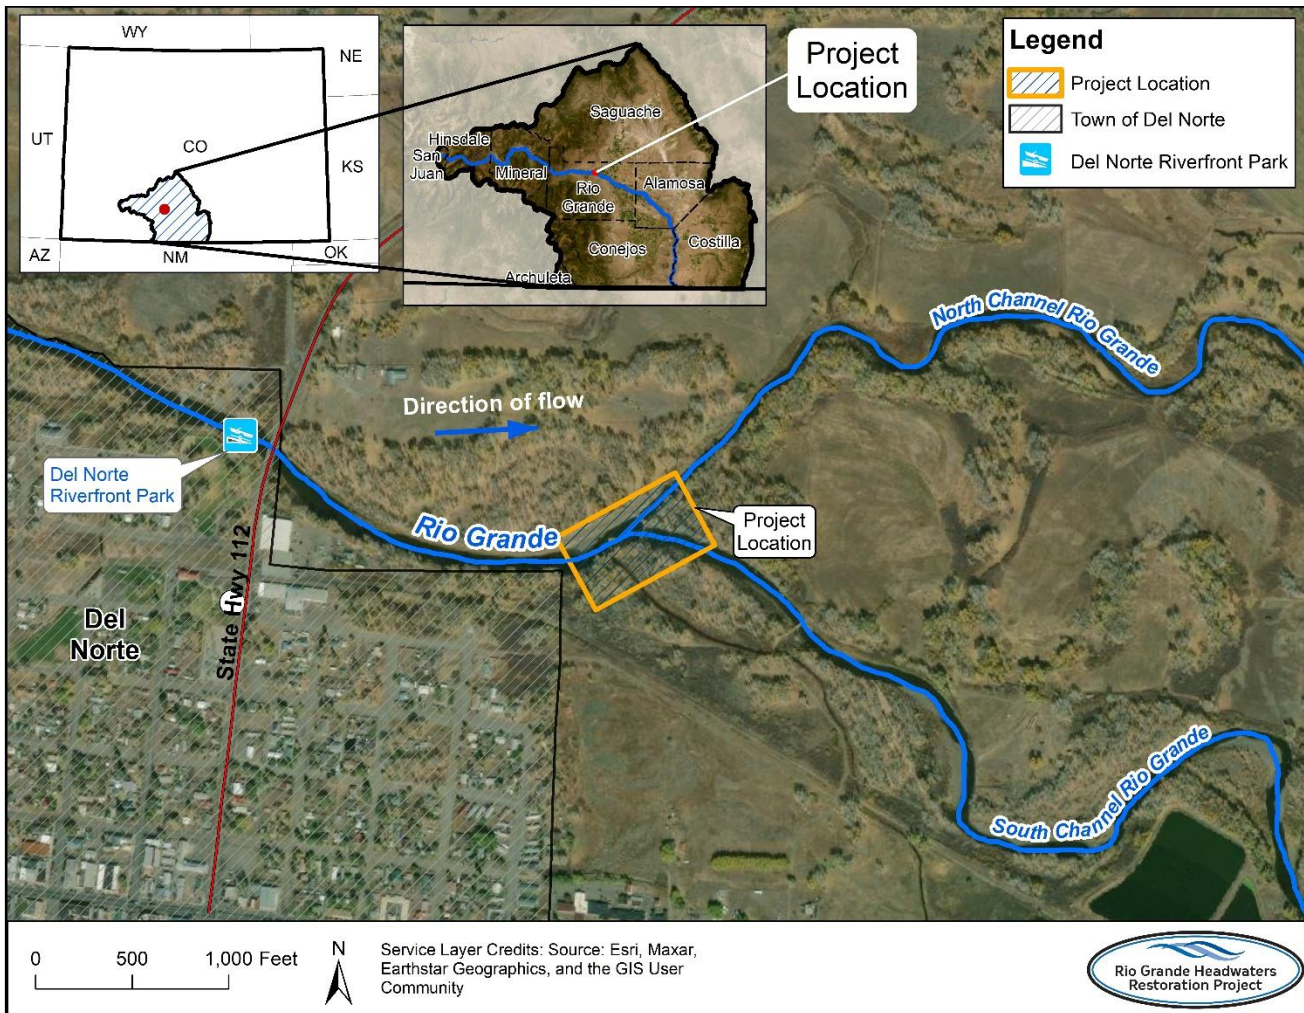 WY
NE
UT
CO
KS
AZ
NM
OK
Saguache
Hinsdale
San
Juan
Mineral
Rio
Grande
Alamosa
Conejos
Costilla
Archuleta
Project
Location
Legend
Project Location
Town of Del Norte
Del Norte Riverfront Park
North Channel Rio Grande
Direction of flow
Del Norte
Riverfront Park
Rio Grande
Project
Location
State Hwy 112
Del
Norte
South Channel Rio Grande
0 500 1,000 Feet
N
Service Layer Credits: Source: Esri, Maxar,
Earthstar Geographics, and the GIS User
Community
Rio Grande Headwaters
Restoration Project